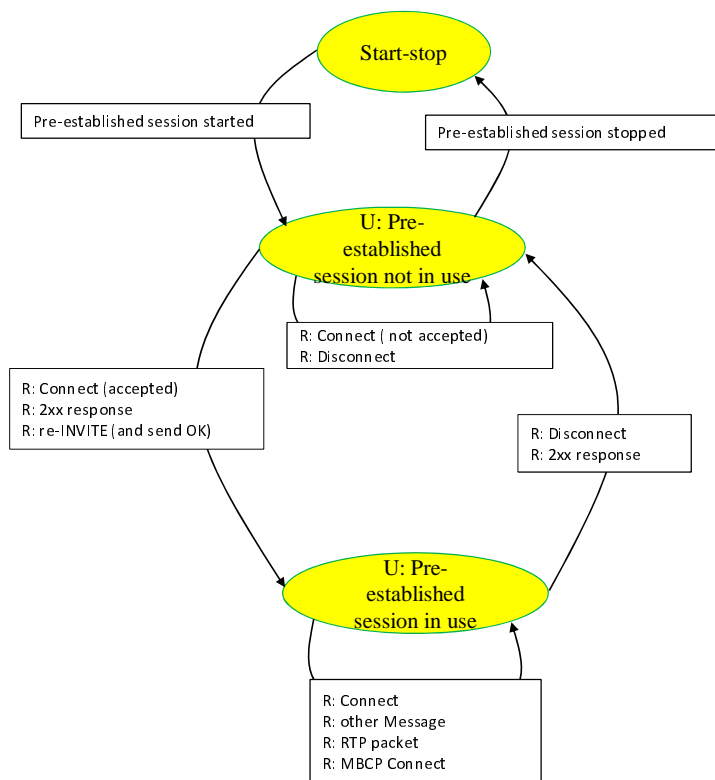 Start-stop
Pre-established session started
Pre-established session stopped
U: Pre-
established
session not in use
R: Connect ( not accepted)
R: Disconnect
R: Connect (accepted)
R: 2xx response
R: re-INVITE (and send OK)
R: Disconnect
R: 2xx response
U: Pre-
established
session in use
R: Connect
R: other Message
R: RTP packet
R: MBCP Connect